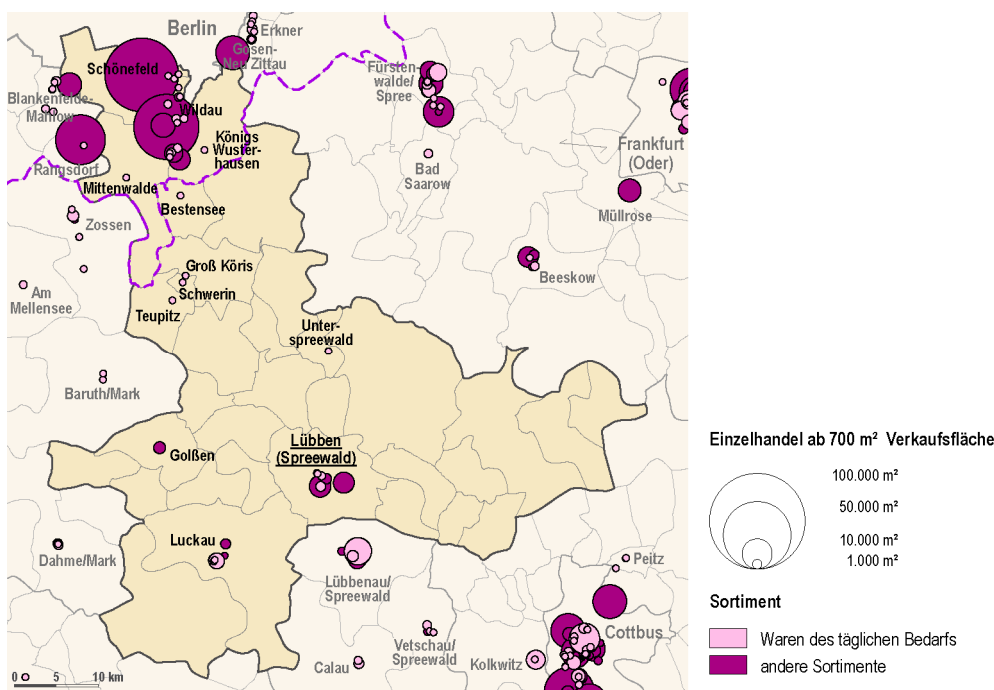 Berlin
Erkner
Gosen-
Neu Zittau
Schönefeld
Fürsten-
walde/
Spree
Blankenfelde-
Mahlow
Wildau
Königs
Wuster-
hausen
Frankfurt
(Oder)
Rangsdorf
Bad
Saarow
Mittenwalde
Müllrose
Bestensee
Zossen
Groß Köris
Beeskow
Am
Mellensee
Schwerin
Teupitz
Unter-
spreewald
Baruth/Mark
Golßen
Lübben
(Spreewald)
Luckau
Dahme/Mark
Lübbenau/
Spreewald
Peitz
Cottbus
Vetschau/
Spreewald
Calau
Kolkwitz
0 5 10 km
Einzelhandel ab 700 m² Verkaufsfläche
100.000 m²
50.000 m²
10.000 m²
1.000 m²
Sortiment
Waren des täglichen Bedarfs
andere Sortimente